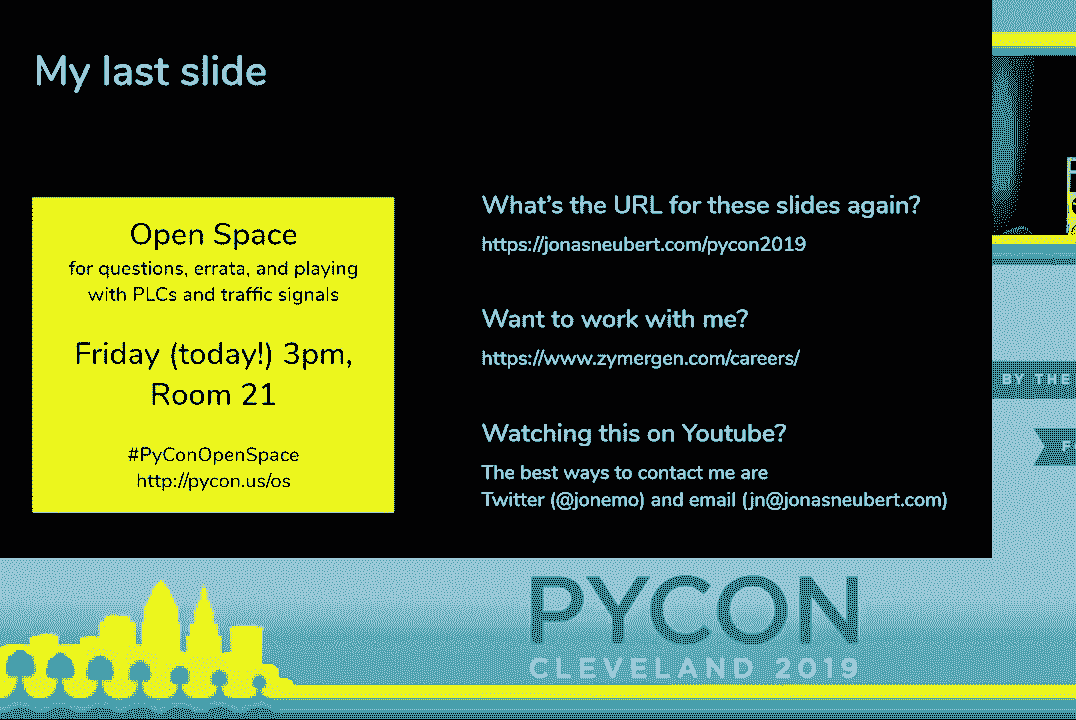 My last slide
Open Space
for questions, errata, and playing
with PLCs and traffic signals
Friday (today!) 3pm,
Room 21
#PyConOpenSpace
http://pycon.us/os
What's the URL for these slides again?
https://jonasneubert.com/pycon2019
Want to work with me?
https://www.zymergen.com/careers/
Watching this on Youtube?
The best ways to contact me are
Twitter (@jonemo) and email (jn@jonasneubert.com)
BY THE
PYCON
CLEVELAND 2019